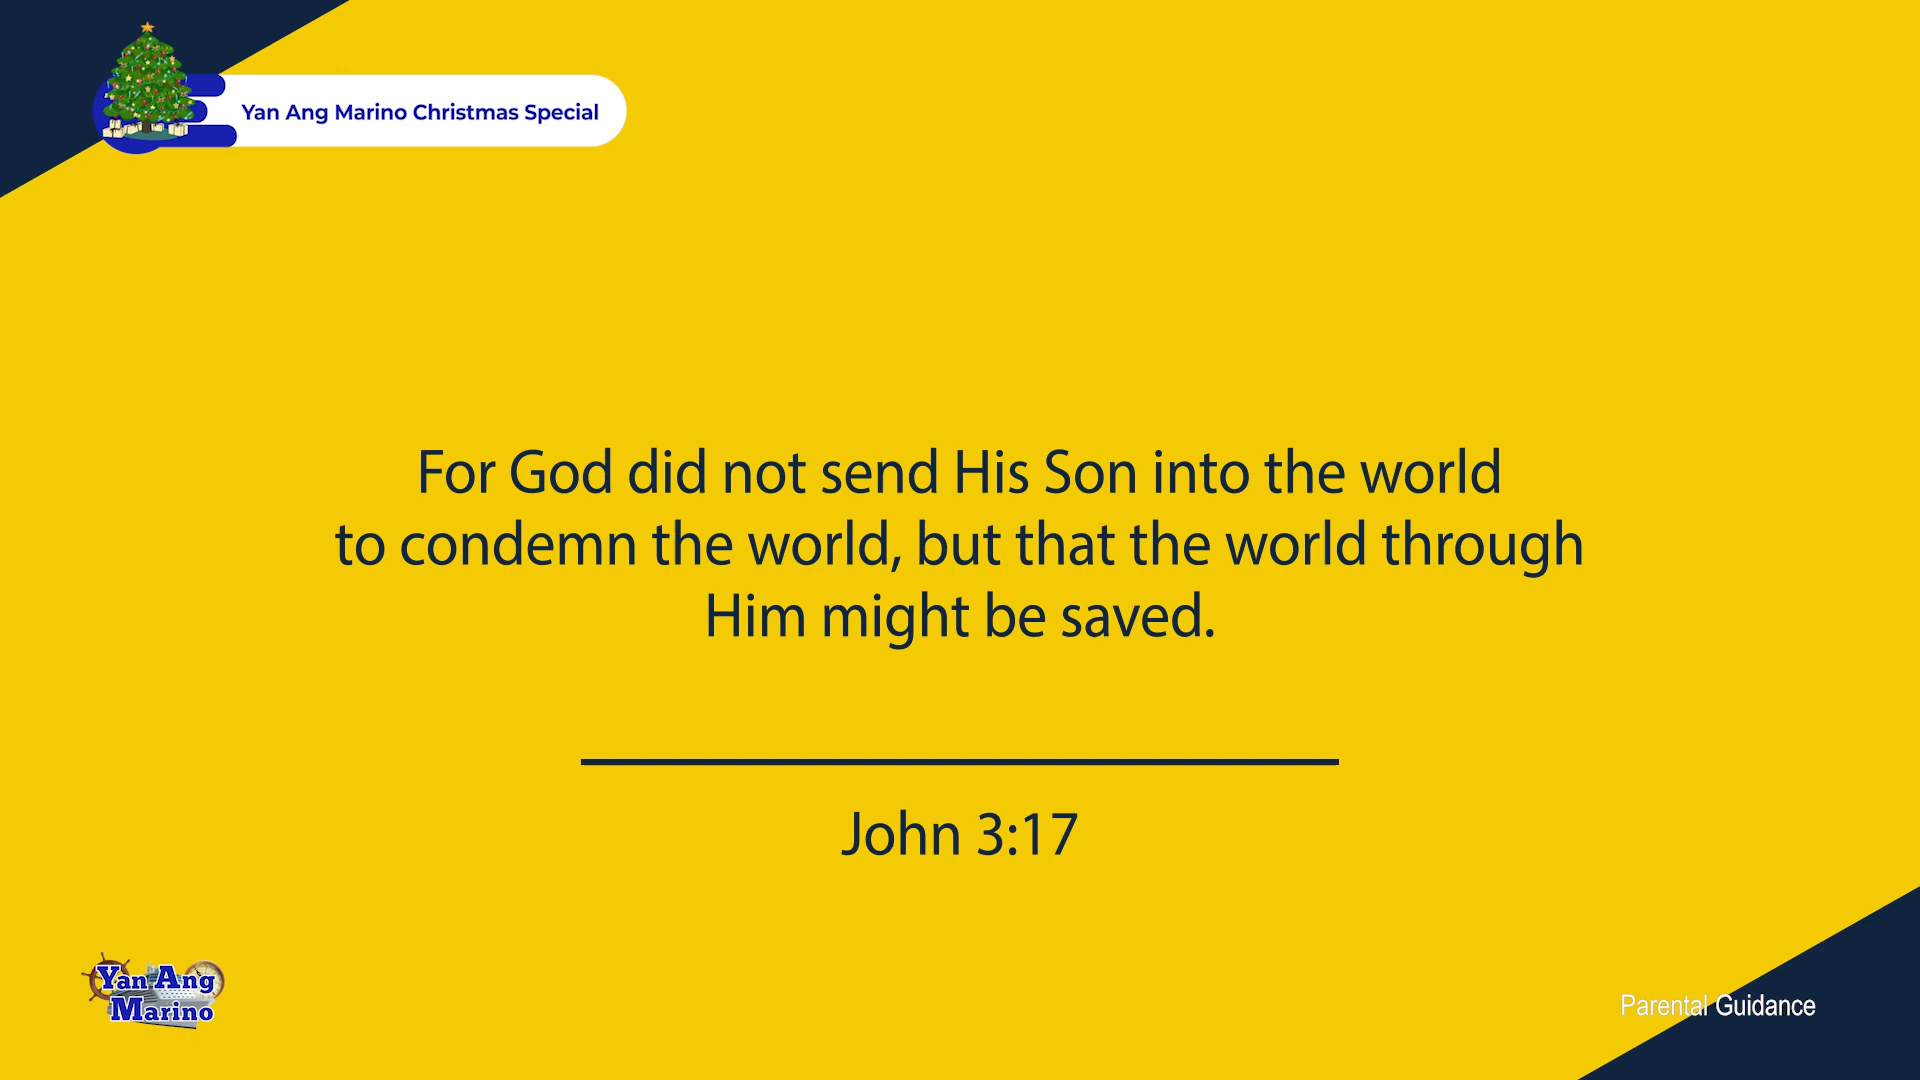 Yan Ang Marino Christmas Special
For God did not send His Son into the world
to condemn the world, but that the world through
Him might be saved.
John 3:17
Yan Ang
Marino
Parental Guidance